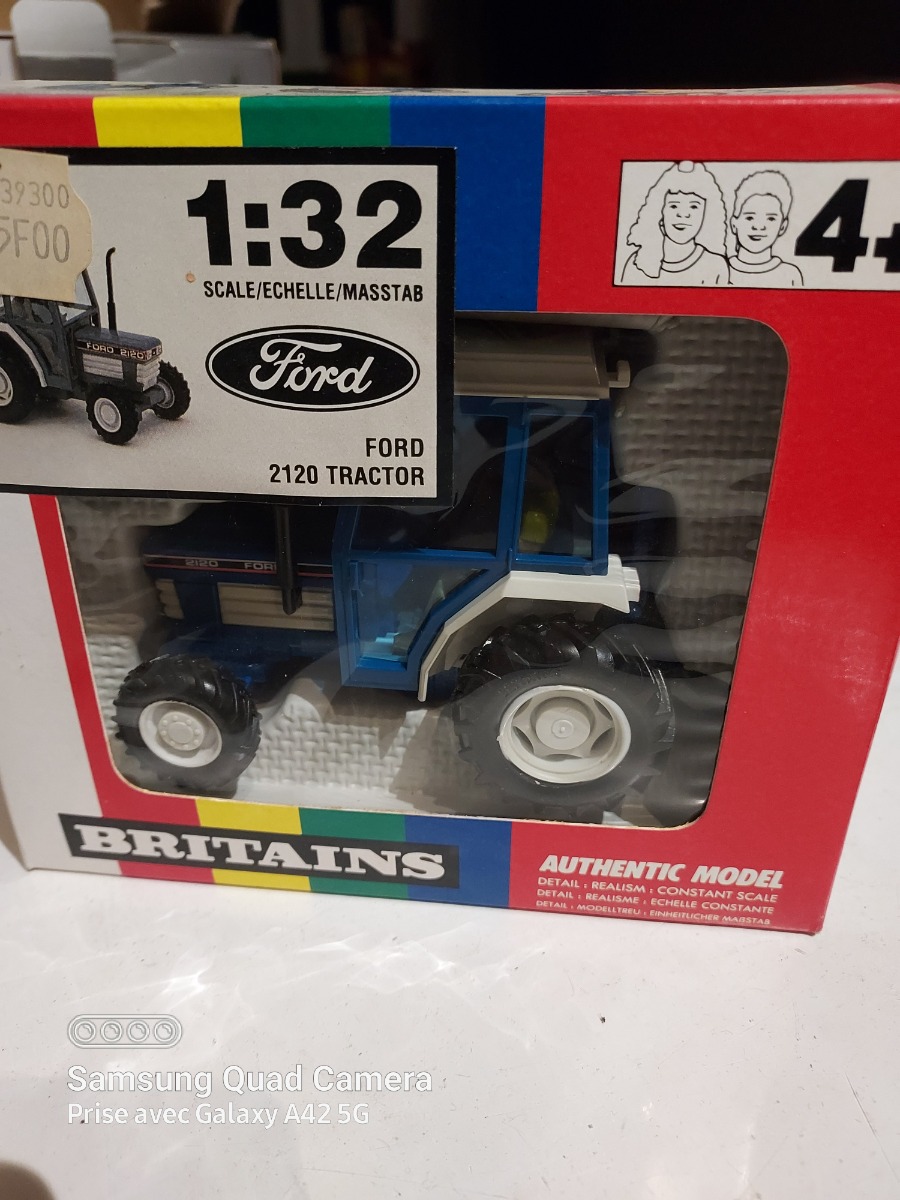 39300
5F00
1:32
SCALE/ECHELLE/MASSTAB
Ford
FORD
2120 TRACTOR
4+
FORD 2120
2120 FORD
BRITAINS
AUTHENTIC MODEL
DETAIL : REALISM : CONSTANT SCALE
DETAIL : REALISME : ECHELLE CONSTANTE
DETAIL : MODELLTREU : EINHEITLICHER MAßSTAB
Samsung Quad Camera
Prise avec Galaxy A42 5G